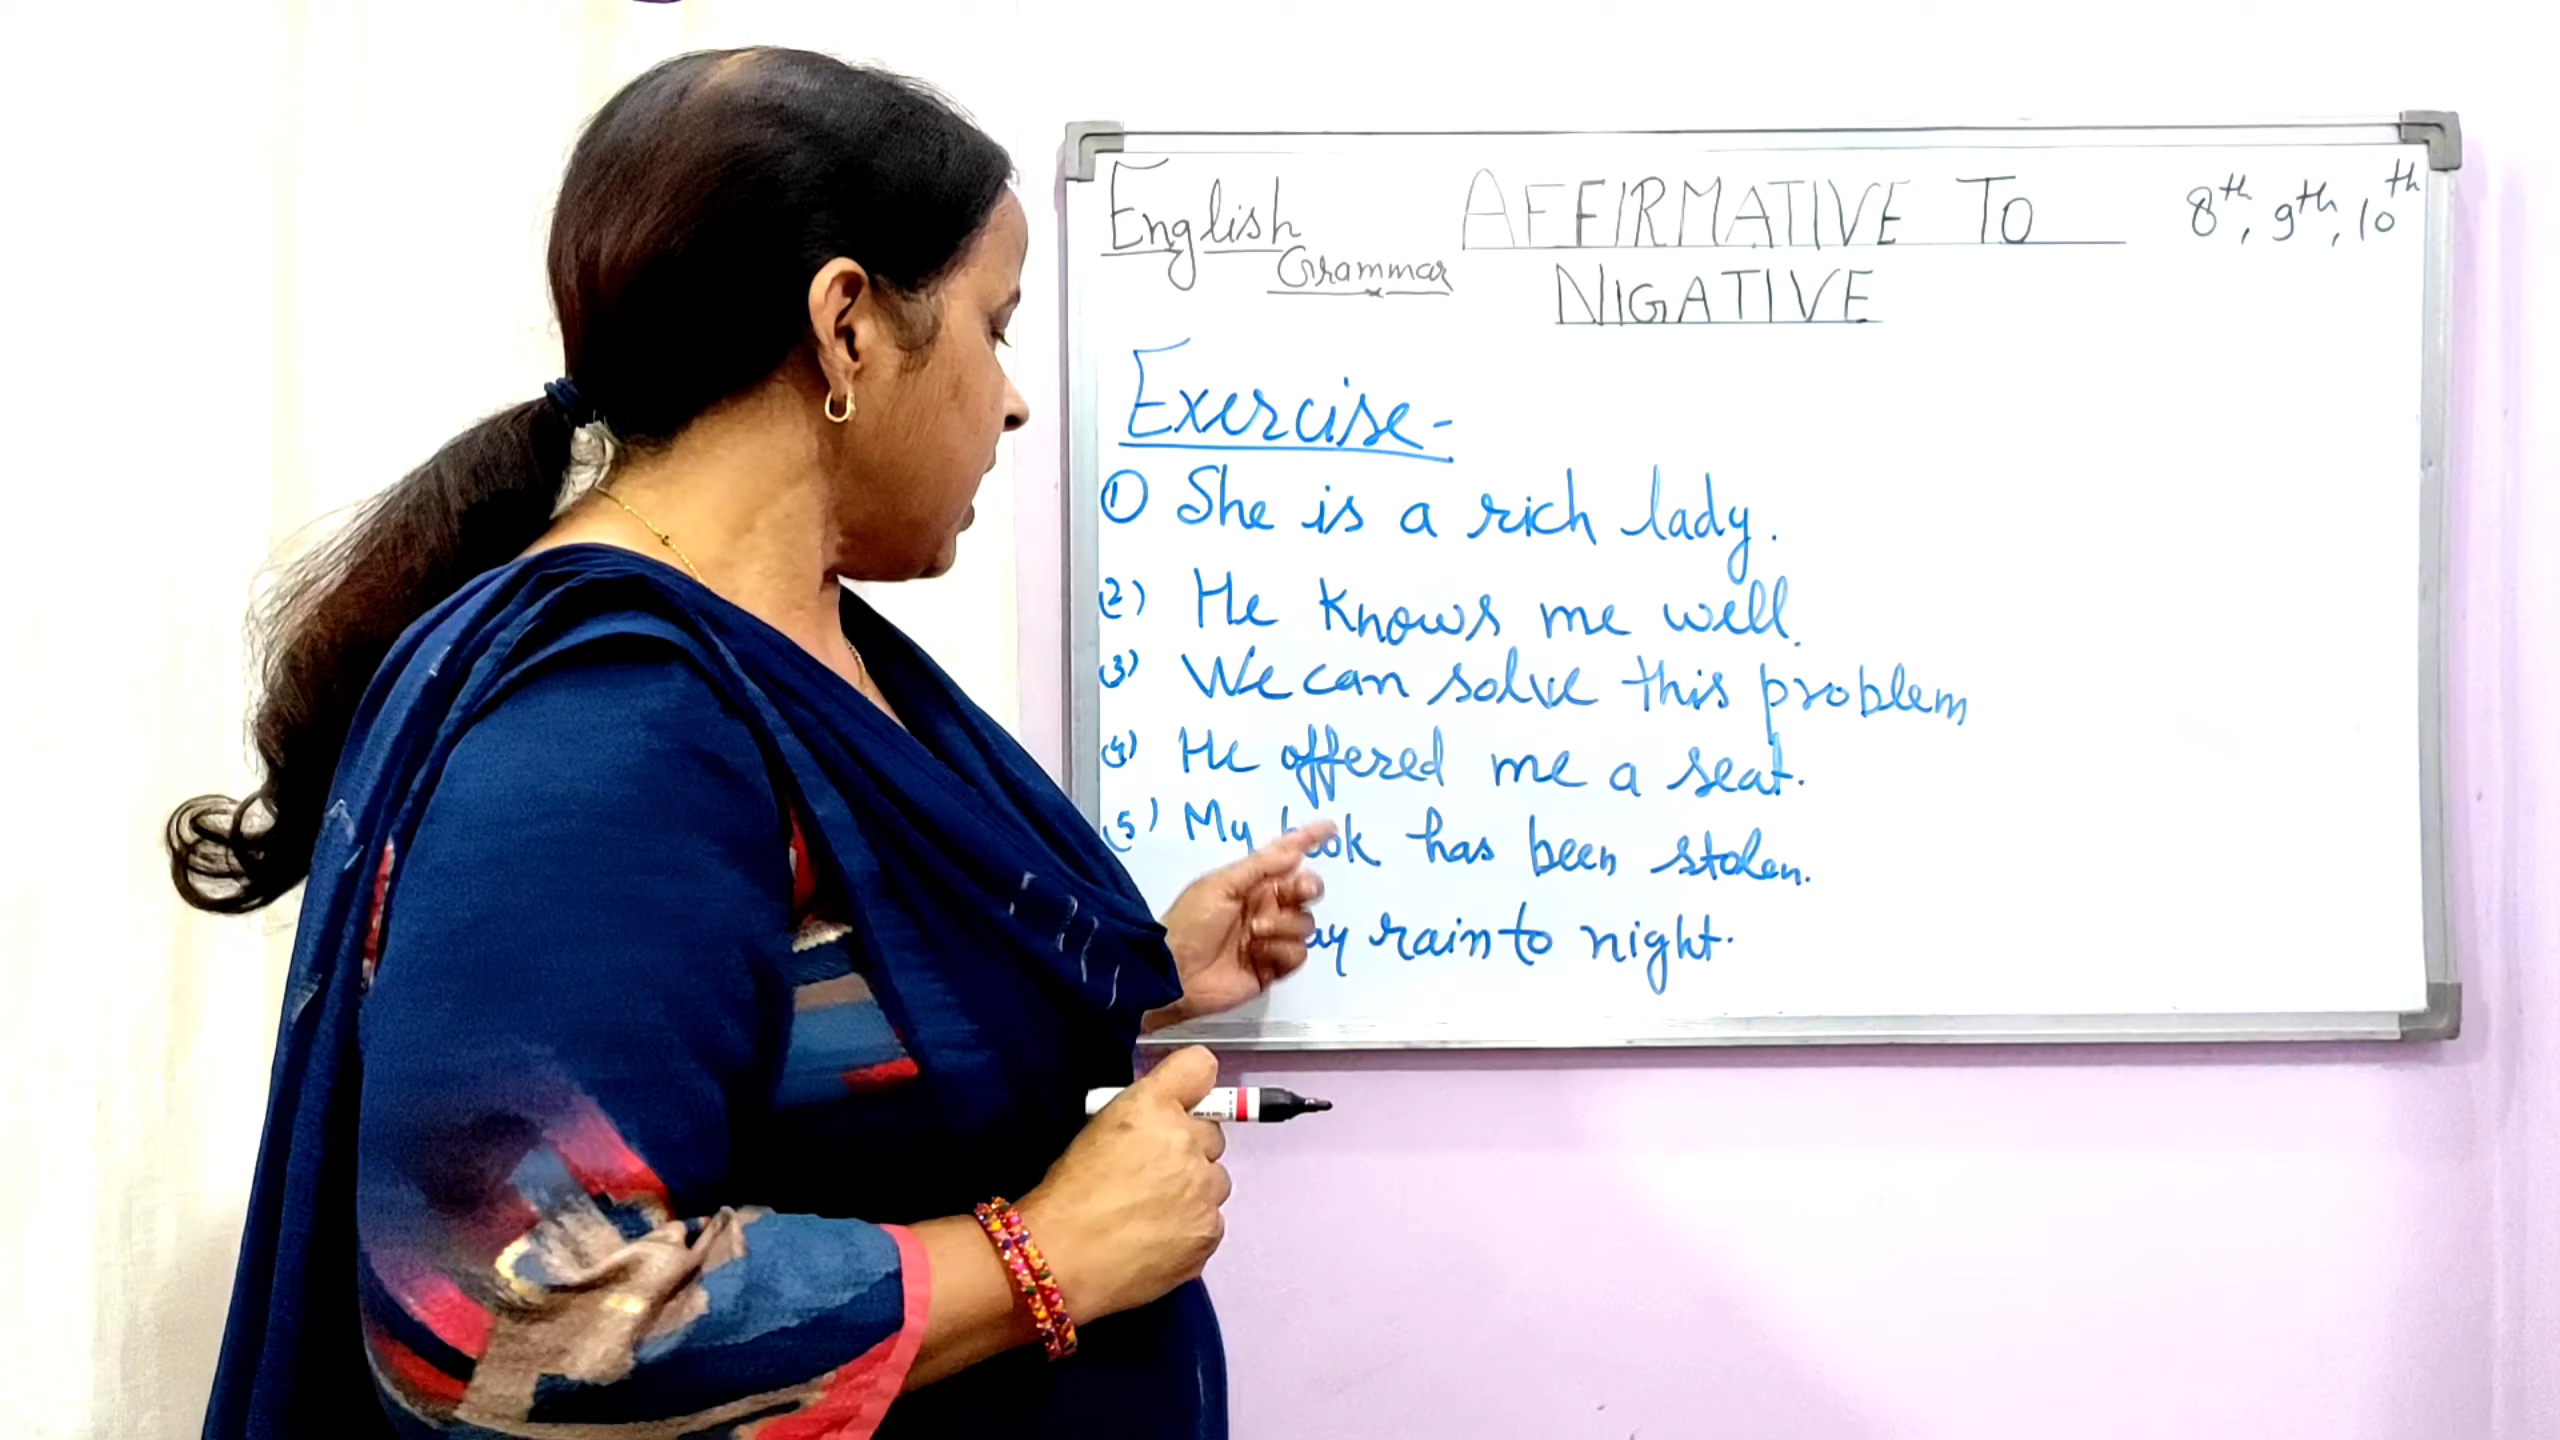 English Grammar
AFFIRMATIVE TO
NIGATIVE
8th, 9th, 10th
Exercise-
① She is a rich lady.
(2) He knows me well.
(3) We can solve this problem
(4) He offered me a seat.
(5) My book has been stolen.
rain to night.